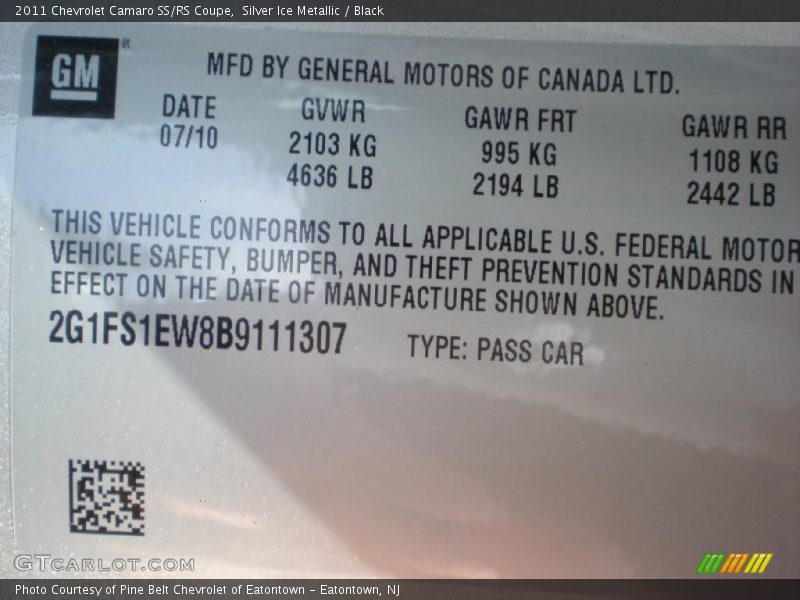 2011 Chevrolet Camaro SS/RS Coupe, Silver Ice Metallic / Black
GM®
MFD BY GENERAL MOTORS OF CANADA LTD.
DATE GVWR GAWR FRT GAWR RR
07/10 2103 KG 995 KG 1108 KG
4636 LB 2194 LB 2442 LB
THIS VEHICLE CONFORMS TO ALL APPLICABLE U.S. FEDERAL MOTOR
VEHICLE SAFETY, BUMPER, AND THEFT PREVENTION STANDARDS IN
EFFECT ON THE DATE OF MANUFACTURE SHOWN ABOVE.
2G1FS1EW8B9111307 TYPE: PASS CAR
GTCARLOT.COM
Photo Courtesy of Pine Belt Chevrolet of Eatontown – Eatontown, NJ